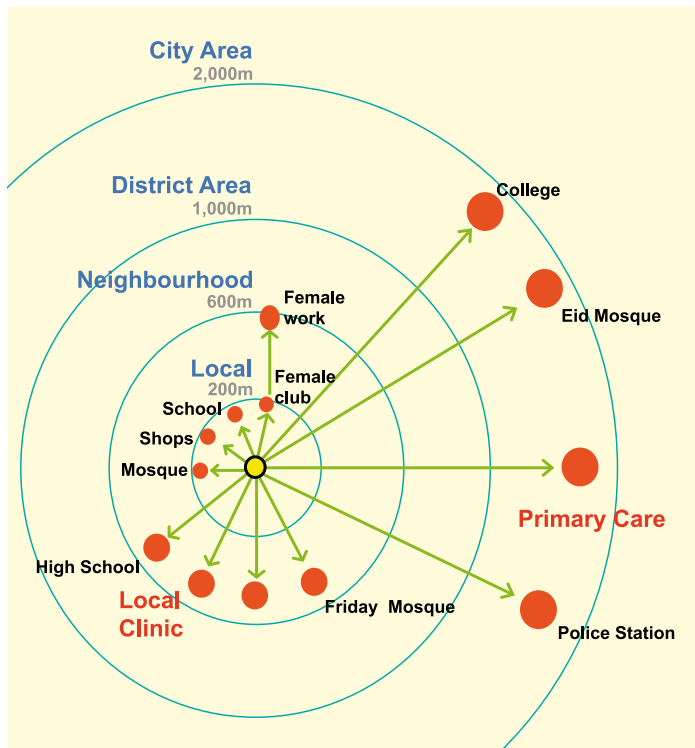 City Area
2,000m
College
District Area
1,000m
Eid Mosque
Neighbourhood
600m
Female
work
Local
200m
Female
club
School
Shops
Mosque
Primary Care
High School
Local
Clinic
Friday Mosque
Police Station